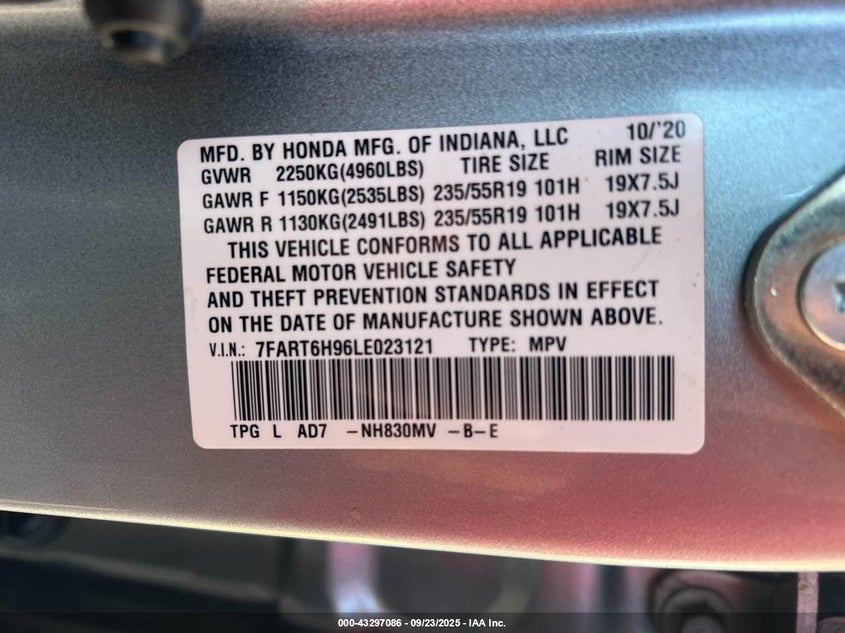 MFD. BY HONDA MFG. OF INDIANA, LLC 10/'20
GVWR 2250KG(4960LBS) TIRE SIZE RIM SIZE
GAWR F 1150KG(2535LBS) 235/55R19 101H 19X7.5J
GAWR R 1130KG(2491LBS) 235/55R19 101H 19X7.5J
THIS VEHICLE CONFORMS TO ALL APPLICABLE
FEDERAL MOTOR VEHICLE SAFETY
AND THEFT PREVENTION STANDARDS IN EFFECT
ON THE DATE OF MANUFACTURE SHOWN ABOVE.
V.I.N.: 7FART6H96LE023121 TYPE: MPV
TPG L AD7 -NH830MV -B-E
000-43297086 - 09/23/2025 - IAA Inc.